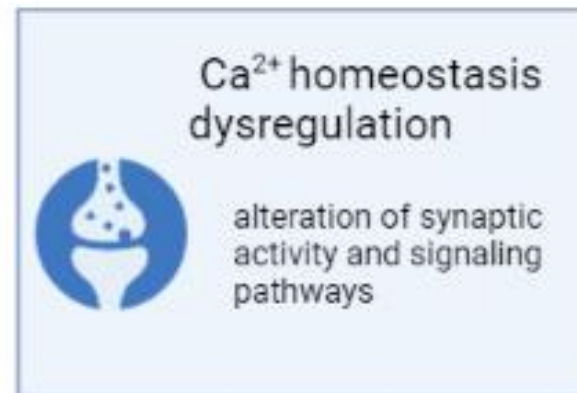 Ca²⁺ homeostasis
dysregulation
alteration of synaptic
activity and signaling
pathways